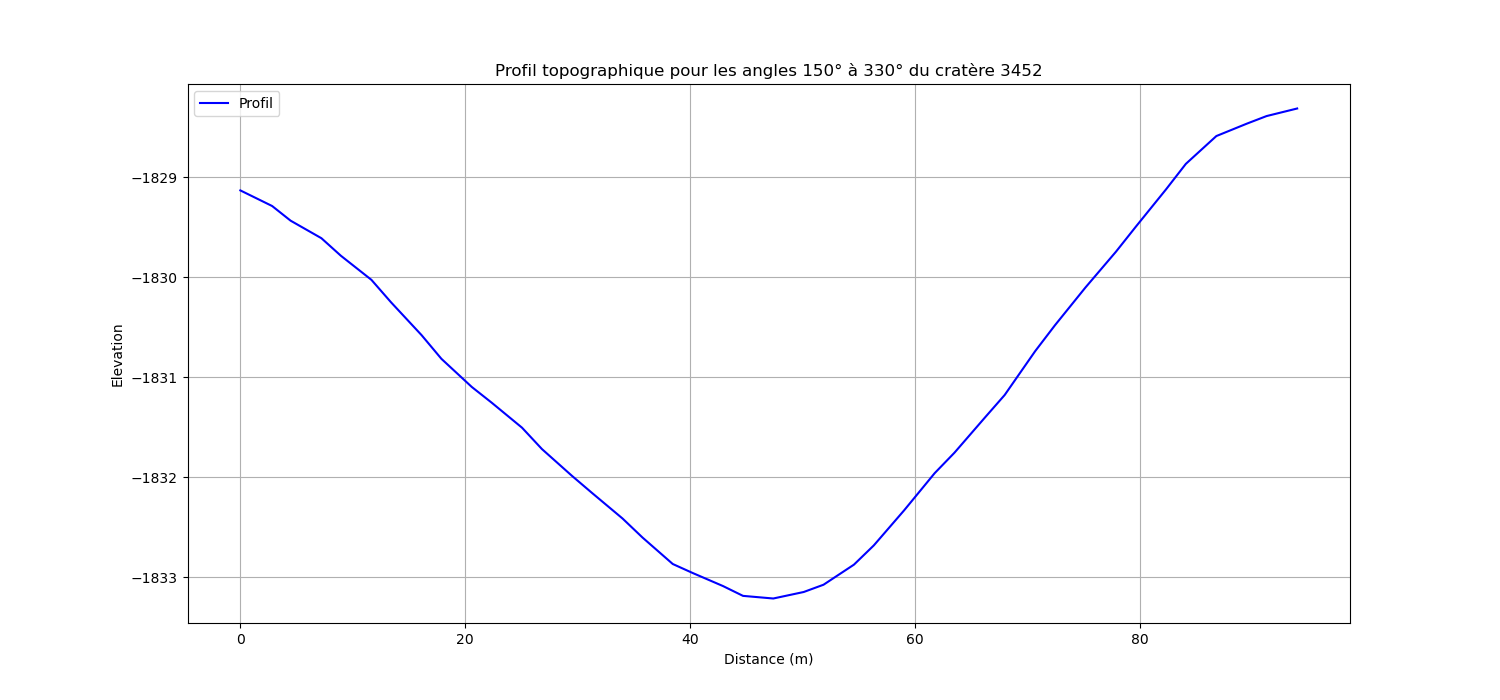 Profil topographique pour les angles 150° à 330° du cratère 3452
Profil
Elevation
−1829
−1830
−1831
−1832
−1833
0 20 40 60 80
Distance (m)